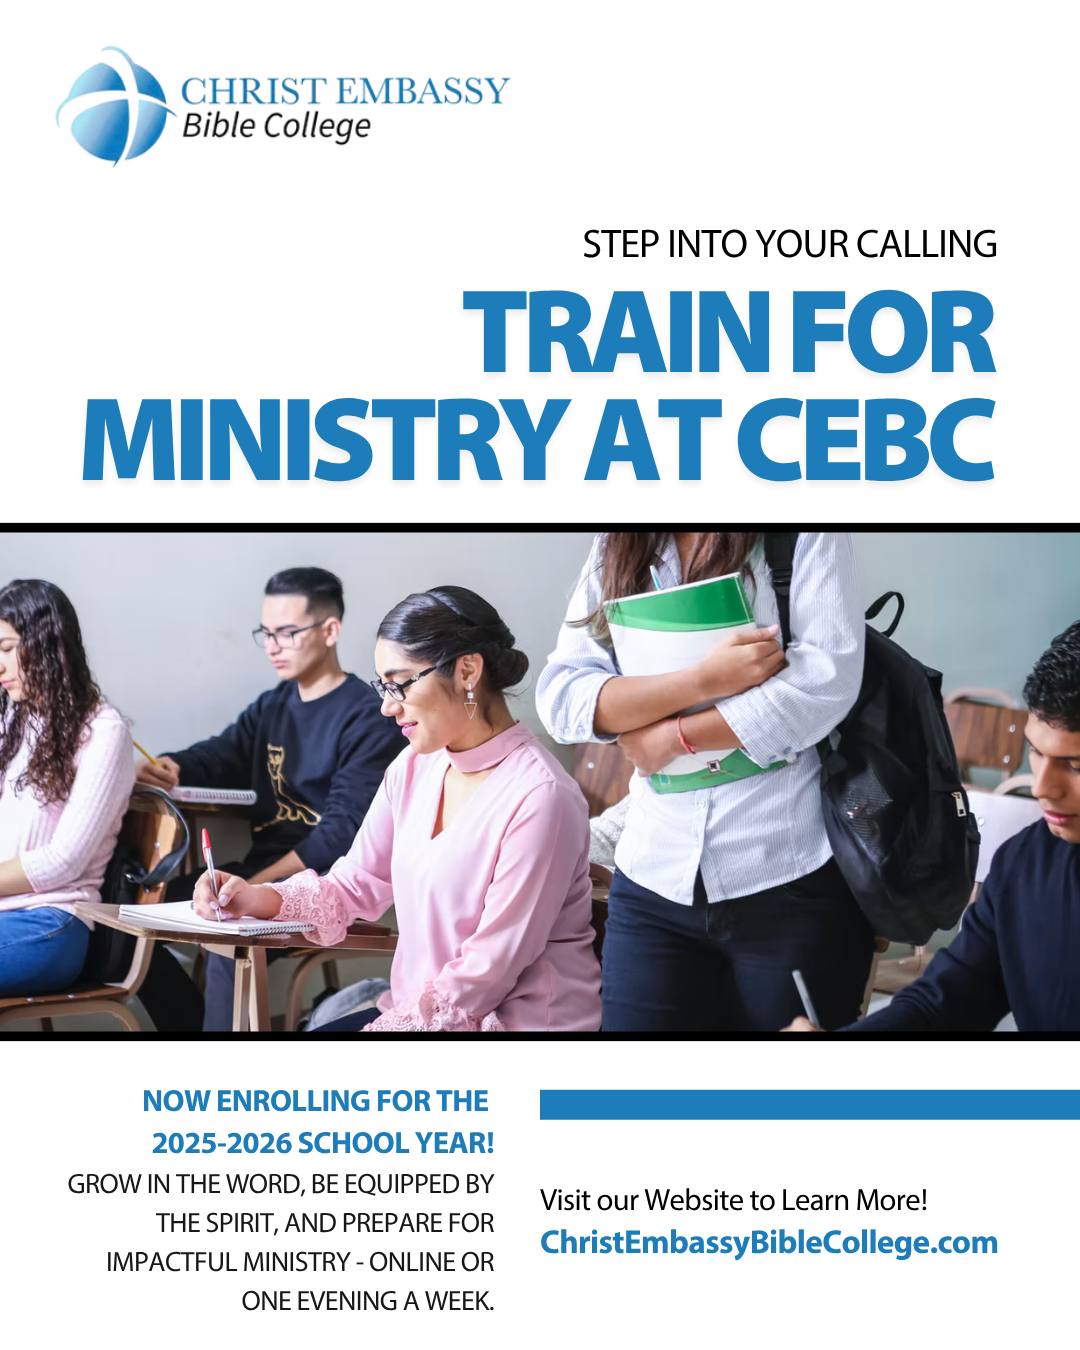 CHRIST EMBASSY
Bible College
STEP INTO YOUR CALLING
TRAIN FOR
MINISTRY AT CEBC
NOW ENROLLING FOR THE
2025-2026 SCHOOL YEAR!
GROW IN THE WORD, BE EQUIPPED BY
THE SPIRIT, AND PREPARE FOR
IMPACTFUL MINISTRY - ONLINE OR
ONE EVENING A WEEK.
Visit our Website to Learn More!
ChristEmbassyBibleCollege.com